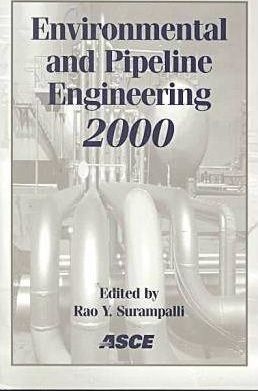 Environmental
and Pipeline
Engineering
2000
Edited by
Rao Y. Surampalli
ASCE